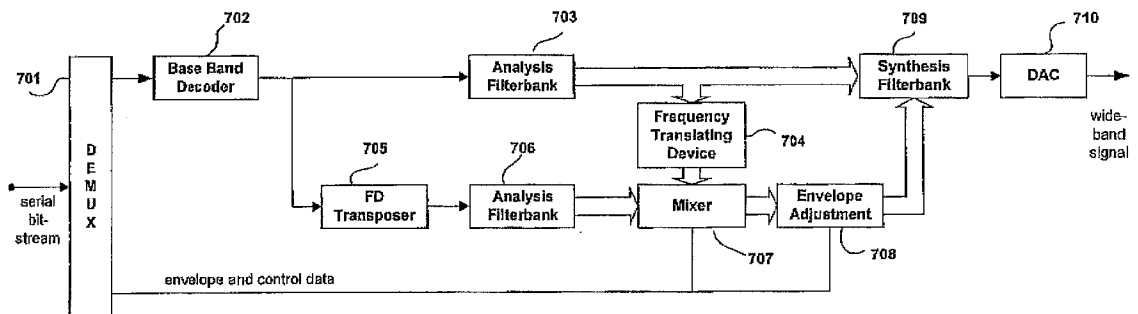 702
703
709
710
701
Base Band
Decoder
Analysis
Filterbank
Synthesis
Filterbank
DAC
wide-
band
signal
Frequency
Translating
Device
704
D
E
M
U
X
705
706
serial
bit-
stream
FD
Transposer
Analysis
Filterbank
Mixer
Envelope
Adjustment
707
708
envelope and control data